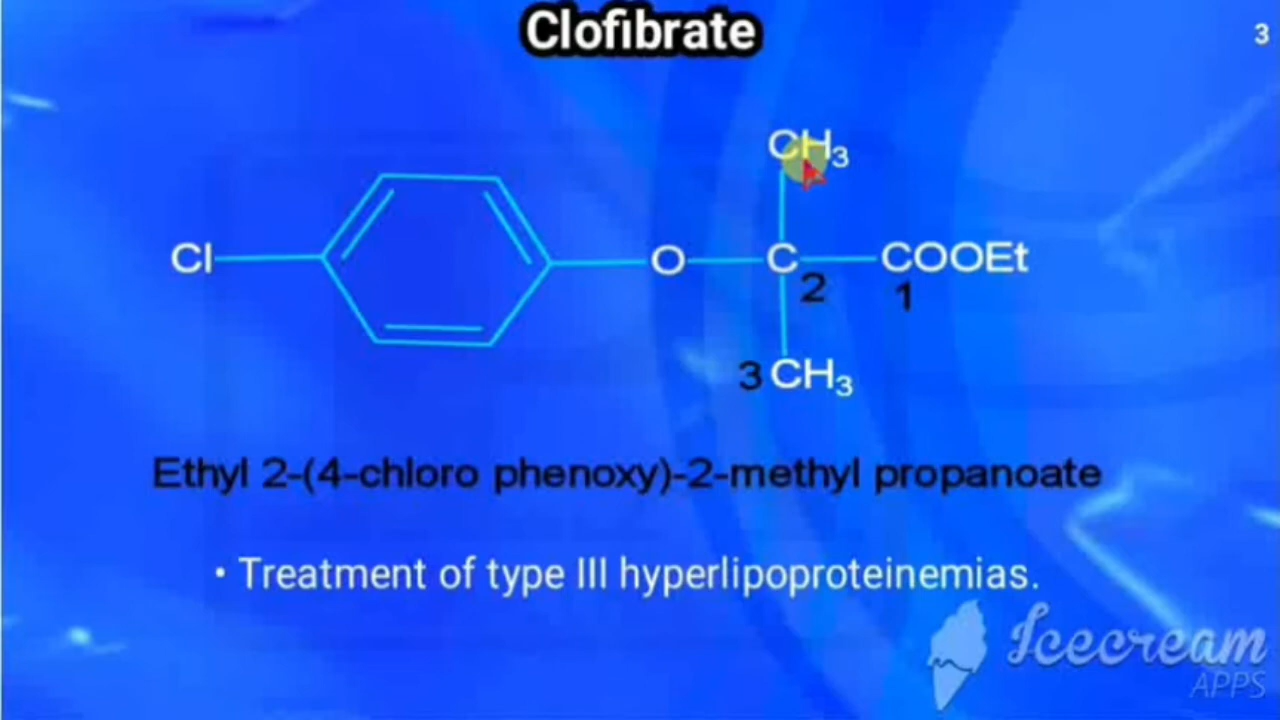 Clofibrate
3
CH₃
Cl
O
C
COOEt
2
1
3 CH₃
Ethyl 2-(4-chloro phenoxy)-2-methyl propanoate
• Treatment of type III hyperlipoproteinemias.
Icecream
APPS